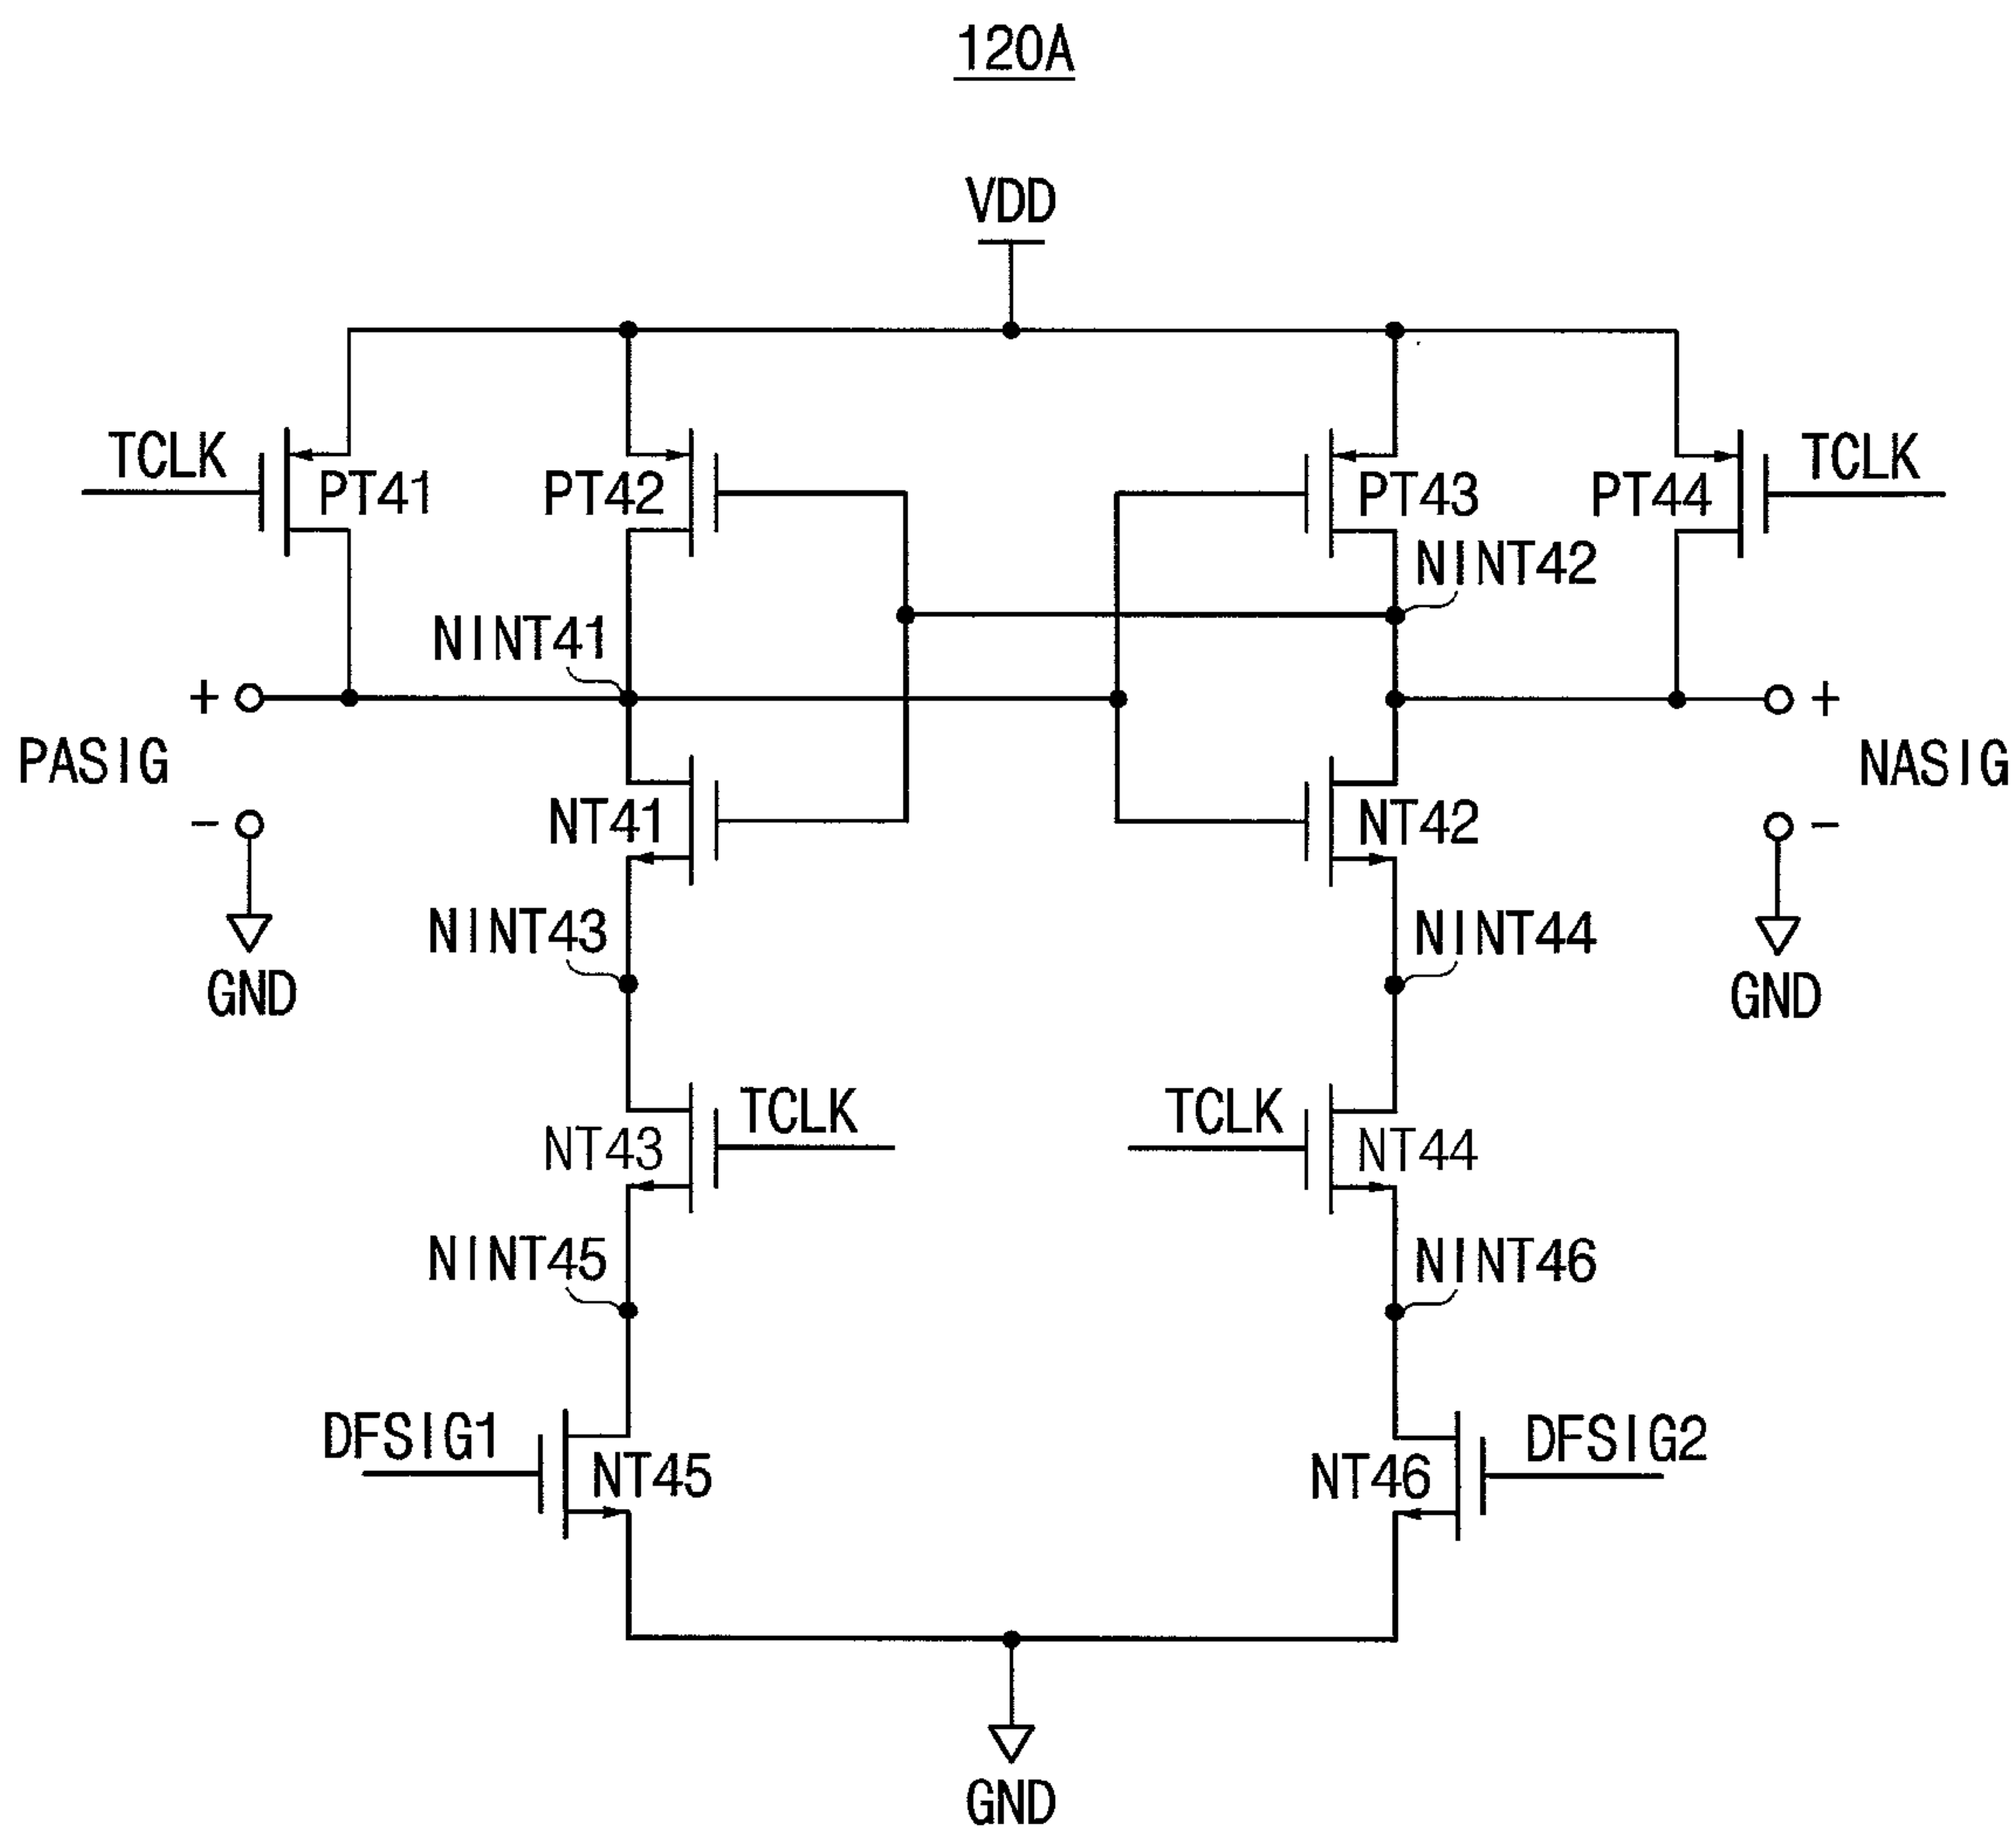 120A
VDD
TCLK
PT41
PT42
PT43
PT44
TCLK
NINT42
NINT41
+
+
PASIG
NASIG
-
-
NT41
NT42
NINT43
NINT44
GND
GND
TCLK
TCLK
NT43
NT44
NINT45
NINT46
DFSIG1
DFSIG2
NT45
NT46
GND